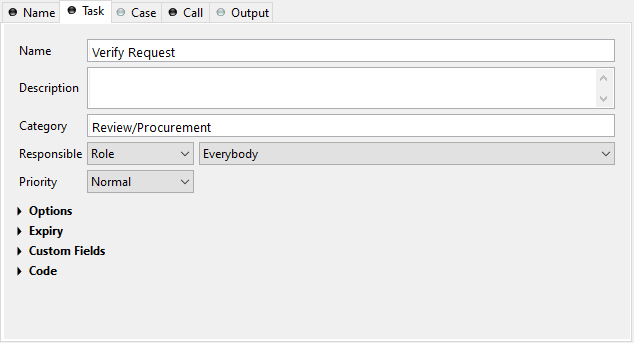 Name Task Case Call Output
Name Verify Request
Description
Category Review/Procurement
Responsible Role Everybody
Priority Normal
Options
Expiry
Custom Fields
Code